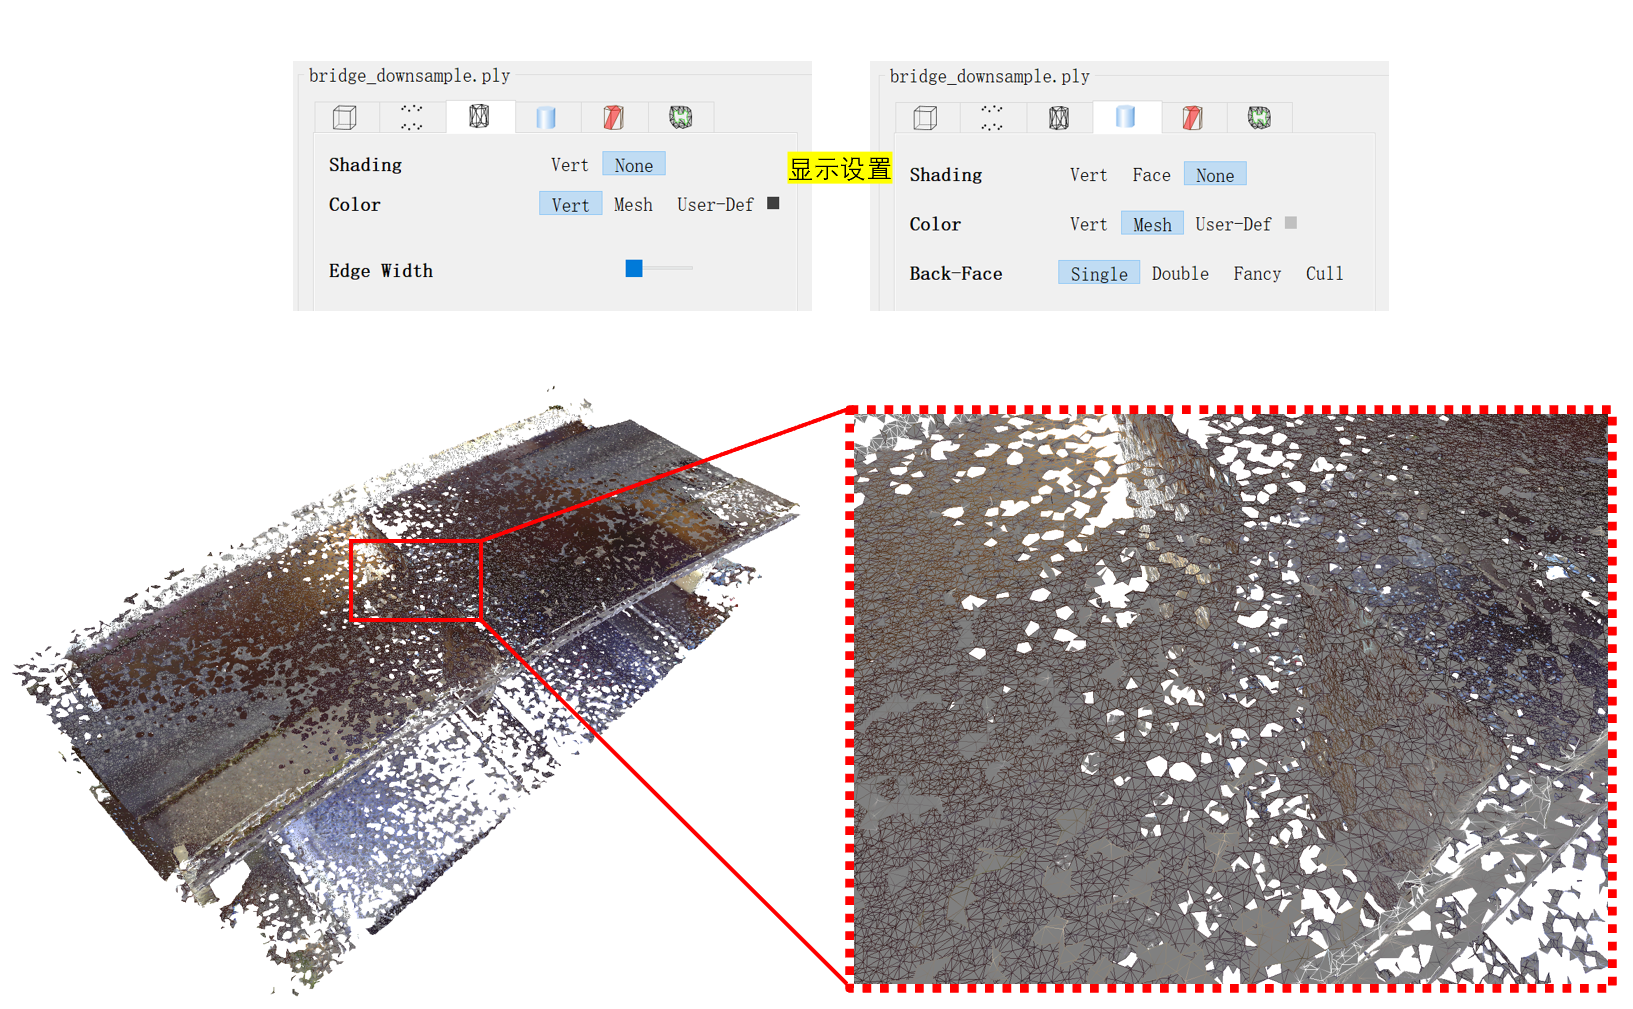 bridge_downsample.ply
Shading Vert None
Color Vert Mesh User-Def
Edge Width
显示设置
bridge_downsample.ply
Shading Vert Face None
Color Vert Mesh User-Def
Back-Face Single Double Fancy Cull